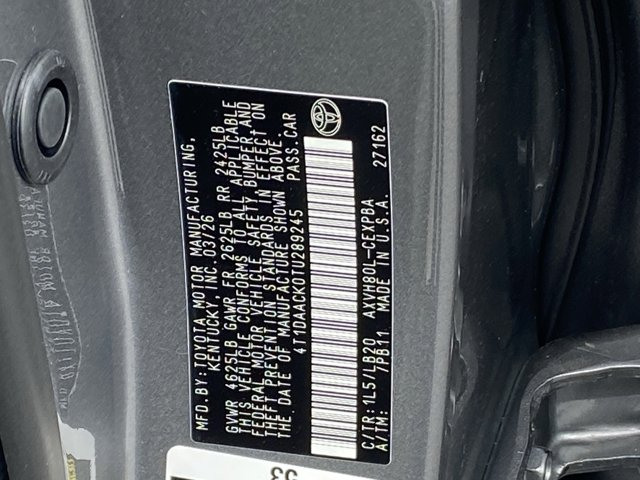 MFD.BY:TOYOTA MOTOR MANUFACTURING,
KENTUCKY, INC. 03/26
GVWR 4625LB GAWR FR 2625LB RR 2425LB
THIS VEHICLE CONFORMS TO ALL APPLICABLE
FEDERAL MOTOR VEHICLE SAFETY BUMPER,AND
THEFT PREVENTION STANDARDS IN EFFECT ON
THE DATE OF MANUFACTURE SHOWN ABOVE.
4T1DAACK0TU289245 PASS.CAR
C/TR:1L5/LB20 AXVH80L-CEXPBA 27162
A/TM: /PB11 MADE IN U.S.A.
53